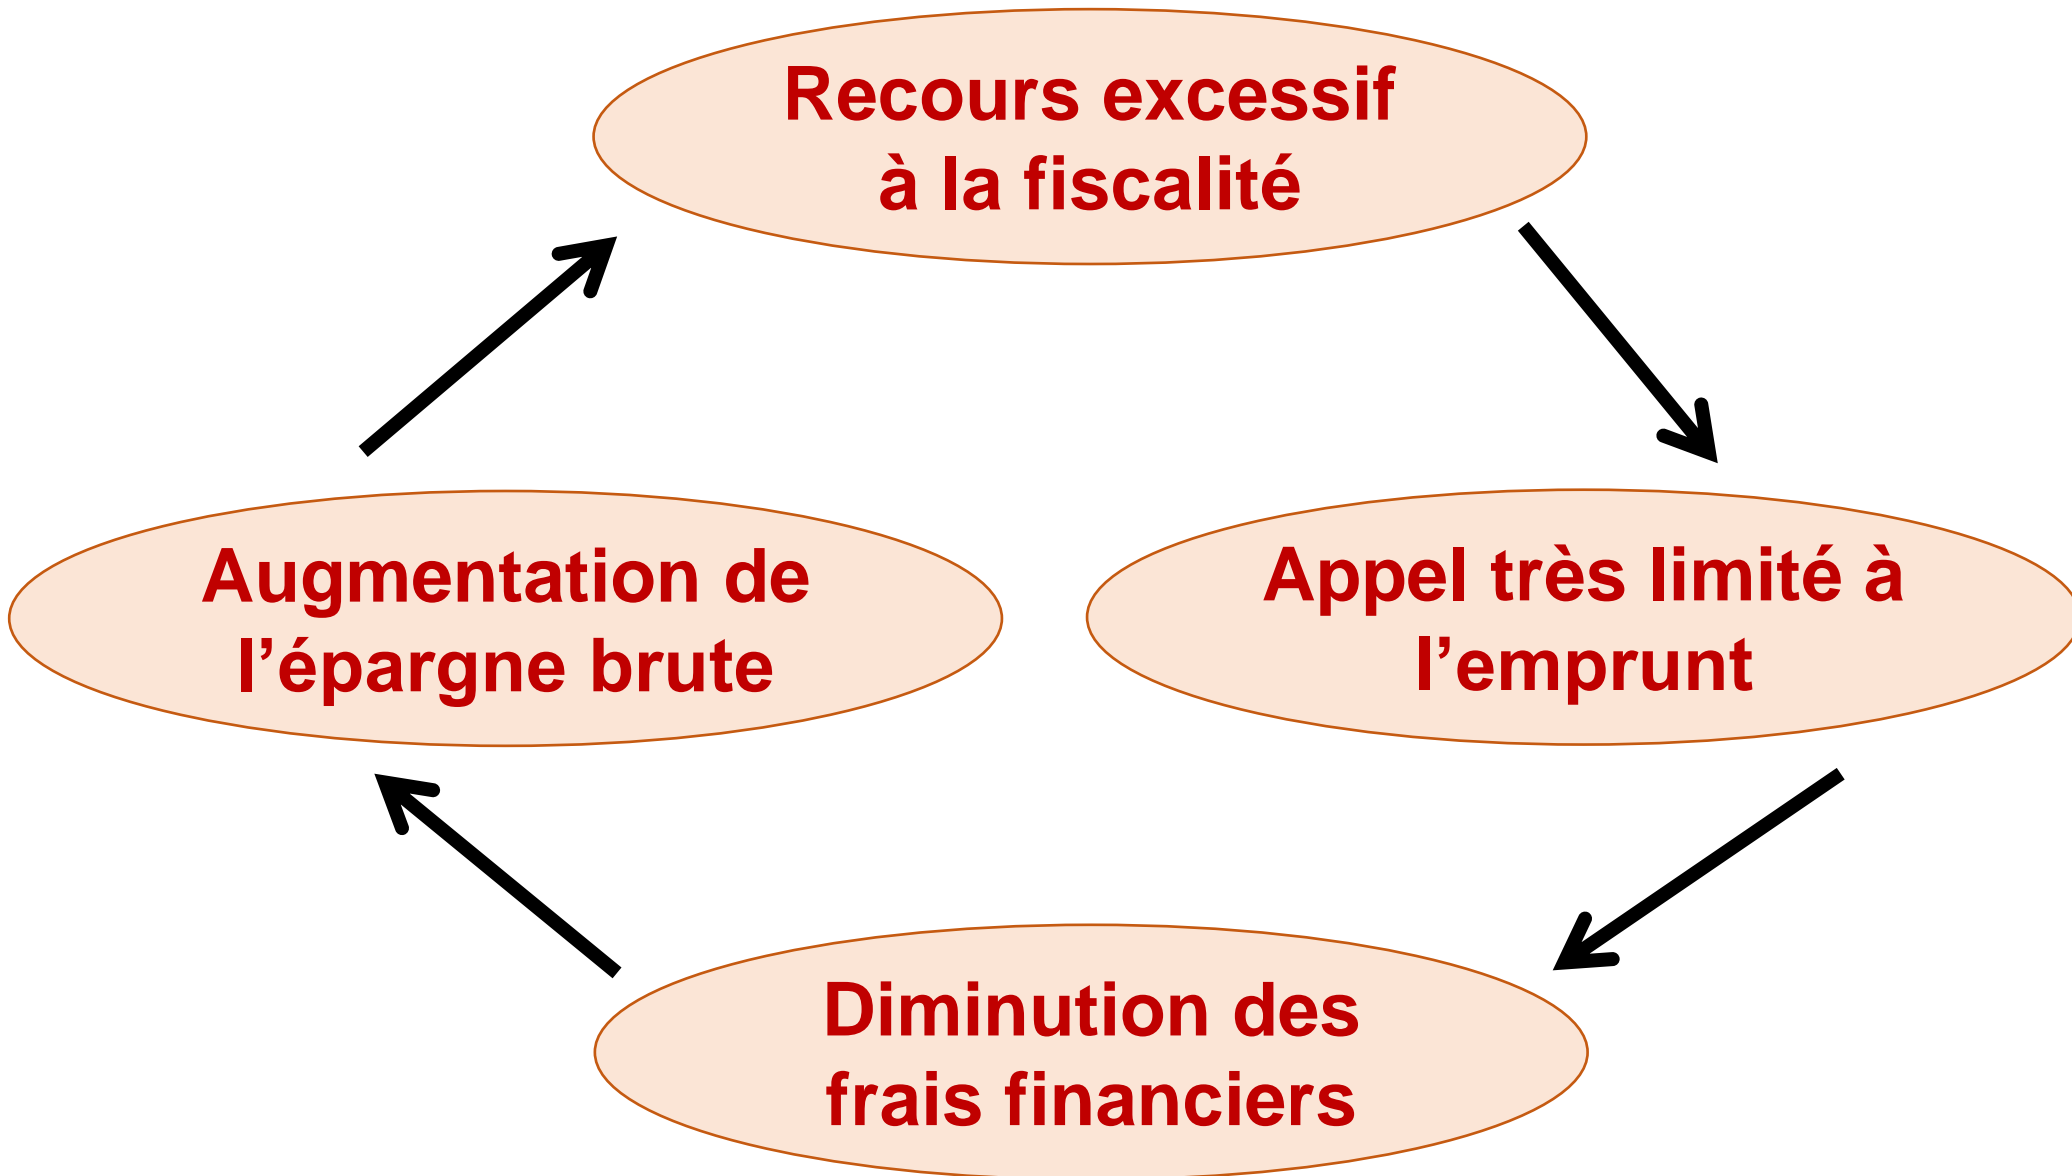 Recours excessif
à la fiscalité
Augmentation de
l’épargne brute
Appel très limité à
l’emprunt
Diminution des
frais financiers